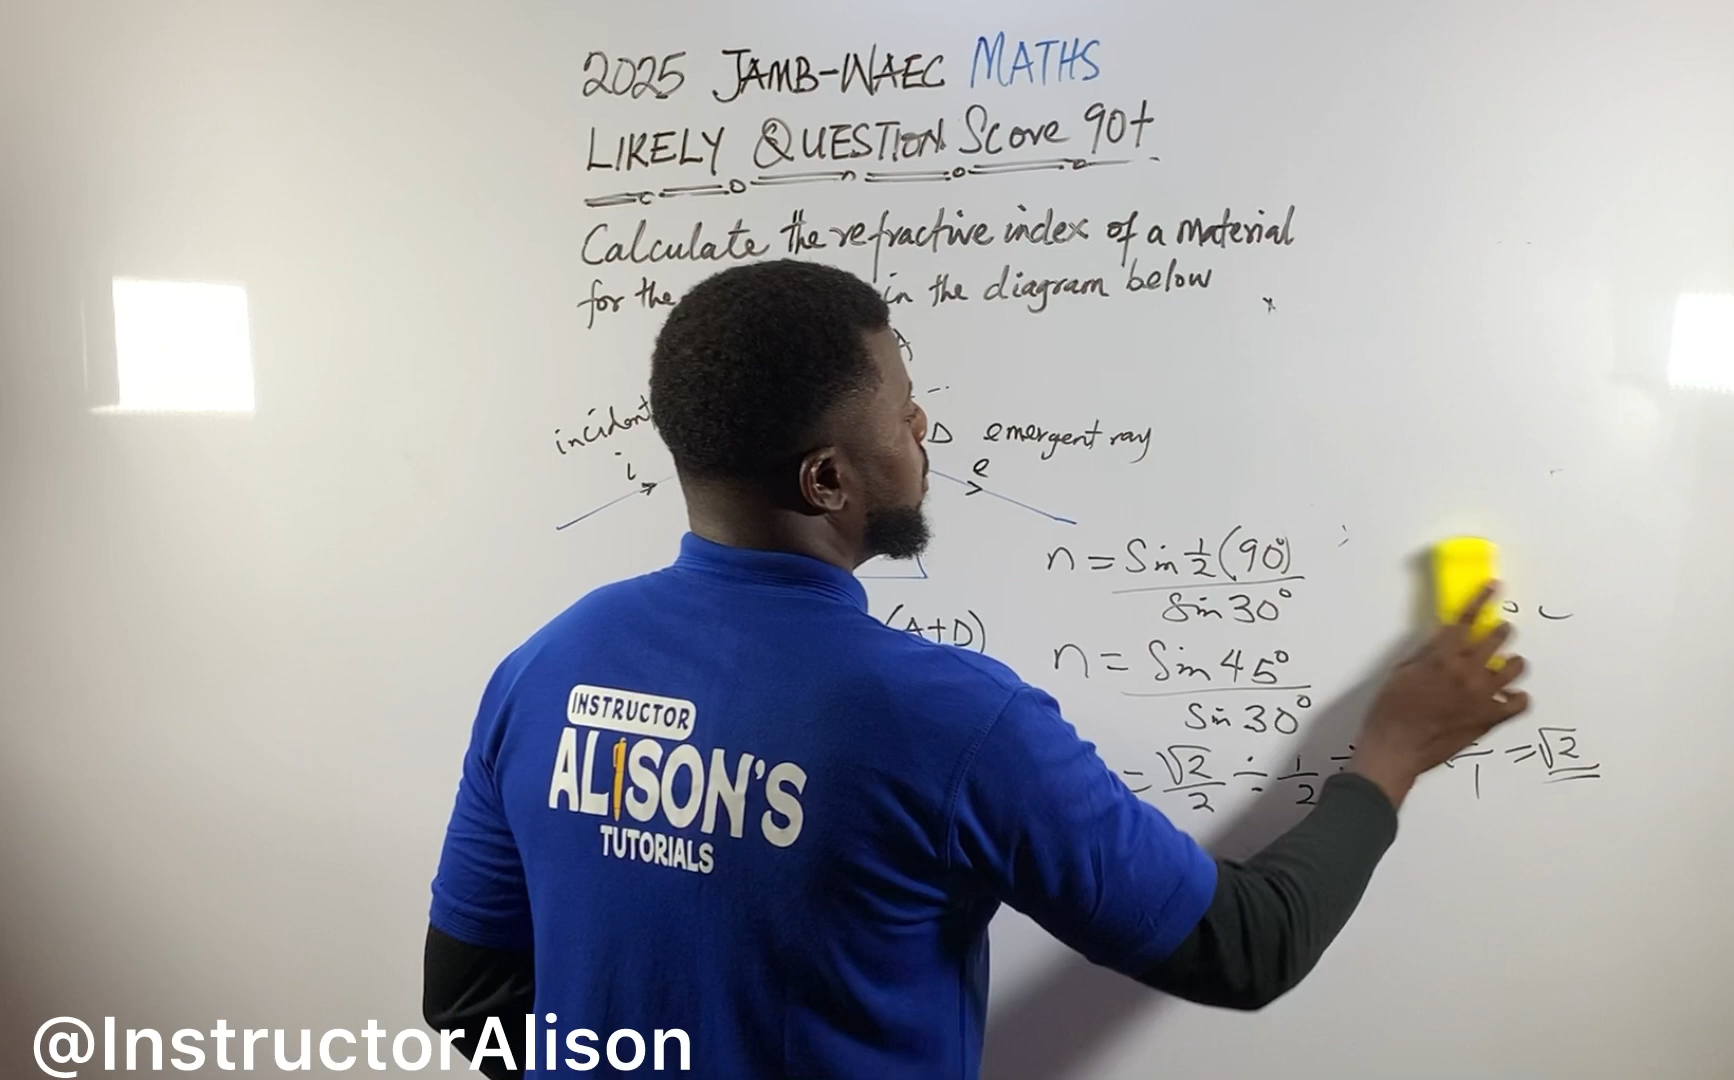 2025 JAMB-WAEC MATHS
LIKELY QUESTION Score 90+
Calculate the refractive index of a material
for the in the diagram below
A
incident
D emergent ray
i
e
n = Sin ½ (90°)
Sin 30°
(A+D)
n = Sin 45°
Sin 30°
= √2/2 ÷ 1/2
1 = √2
INSTRUCTOR
ALISON'S
TUTORIALS
@InstructorAlison